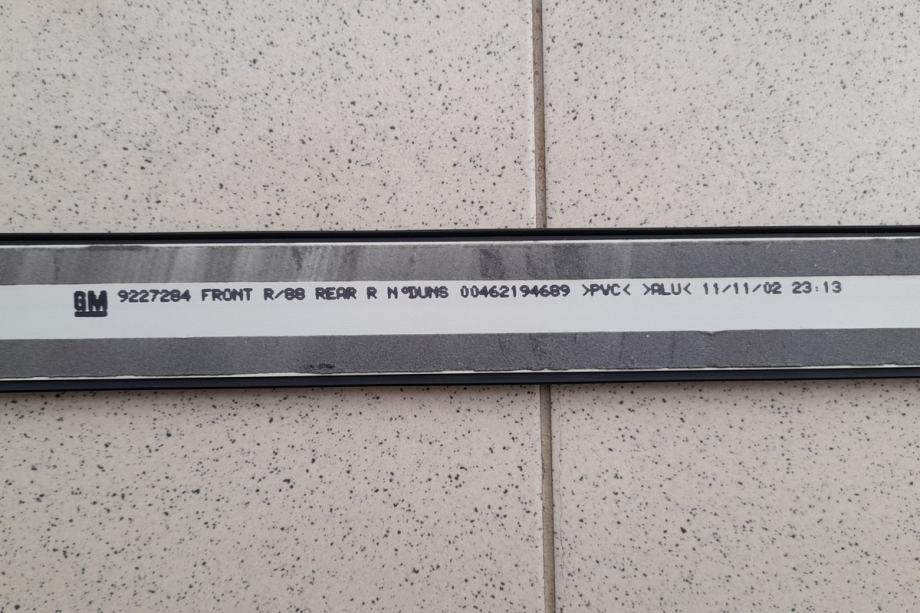 GM 9227284 FRONT R/88 REAR R N°DUNS 00462194689 >PVC< >ALU< 11/11/02 23:13